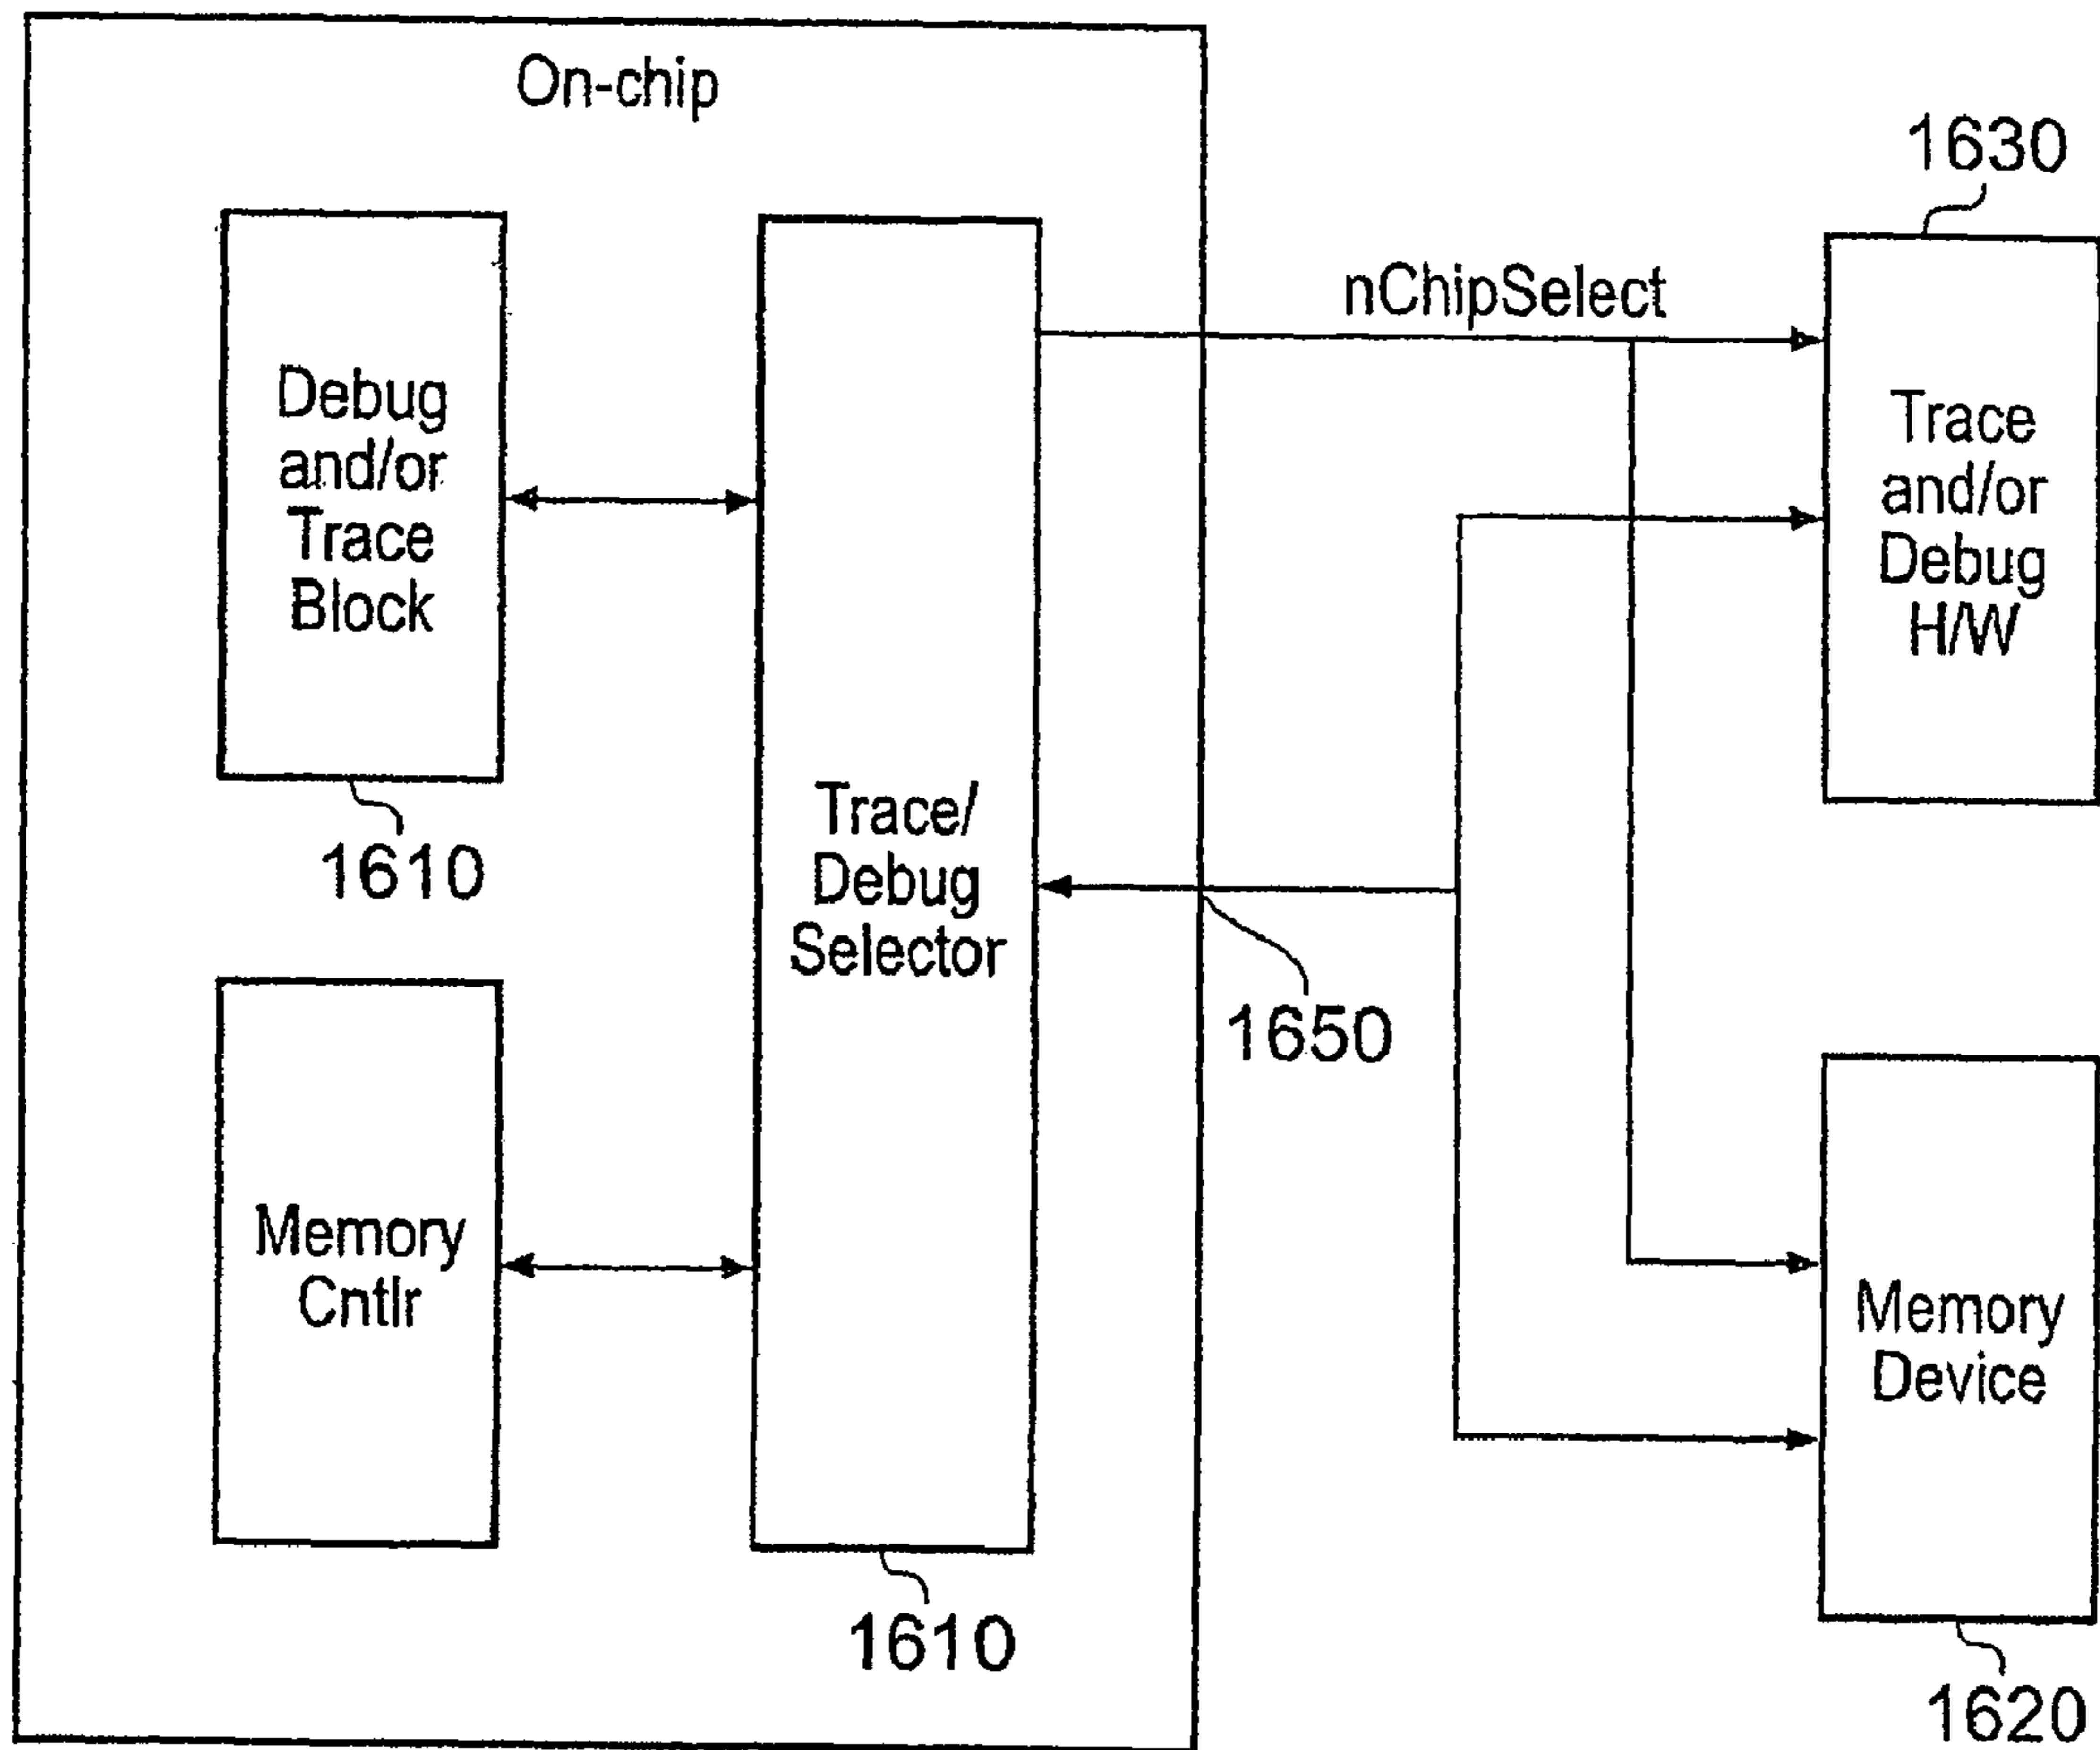 On-chip
1630
nChipSelect
Debug
and/or
Trace
Block
Trace
and/or
Debug
H/W
1610
Trace/
Debug
Selector
1650
Memory
Cntlr
Memory
Device
1610
1620